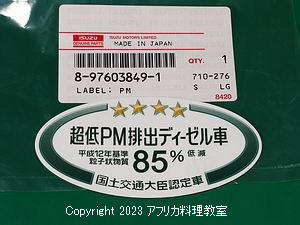 ISUZU
GENUINE PARTS
ISUZU MOTORS LIMITED
MADE IN JAPAN
8-97603849-1
QTY. 1
710-276
LABEL: PM
S LG
8420
超低PM排出ディーゼル車
平成12年基準
粒子状物質
85%低減
国土交通大臣認定車
Copyright 2023 アフリカ料理教室